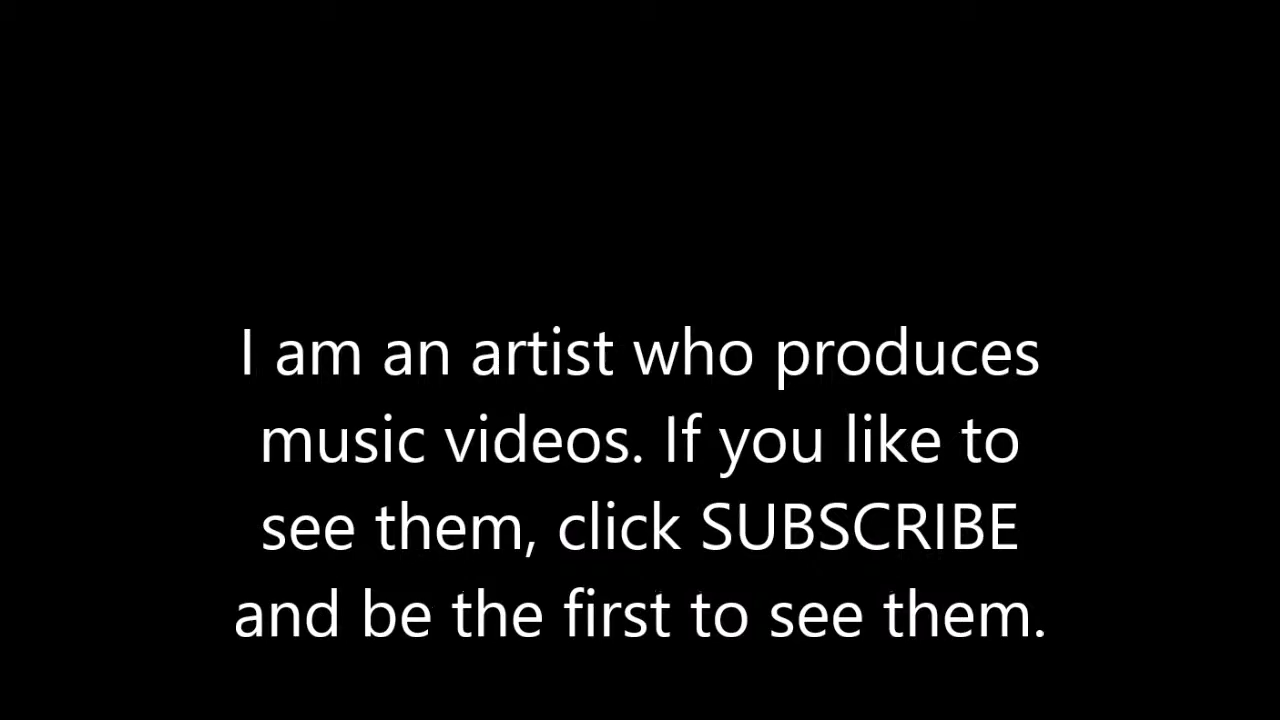 I am an artist who produces
music videos. If you like to
see them, click SUBSCRIBE
and be the first to see them.